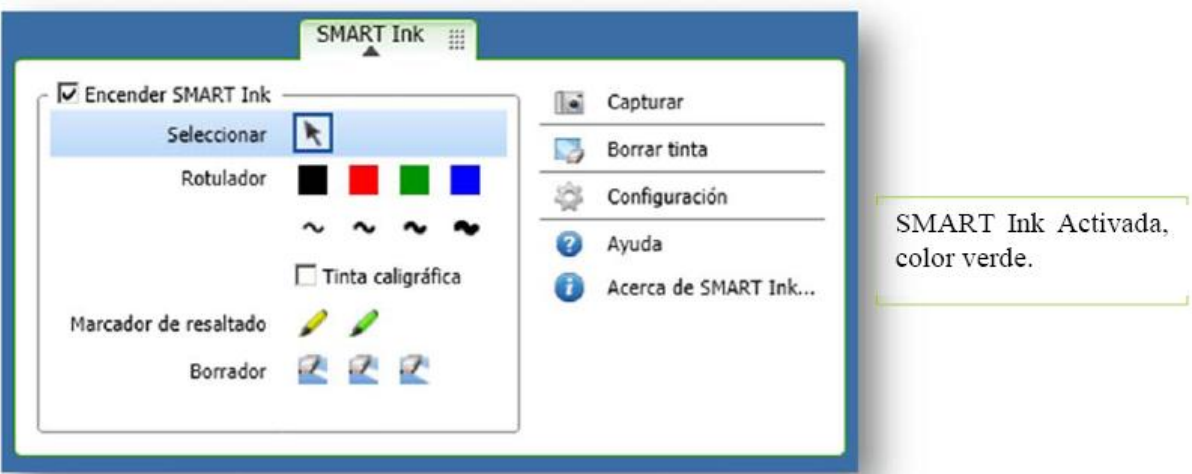 SMART Ink
Encender SMART Ink
Seleccionar
Rotulador
Tinta caligráfica
Marcador de resaltado
Borrador
Capturar
Borrar tinta
Configuración
Ayuda
Acerca de SMART Ink...
SMART Ink Activada,
color verde.